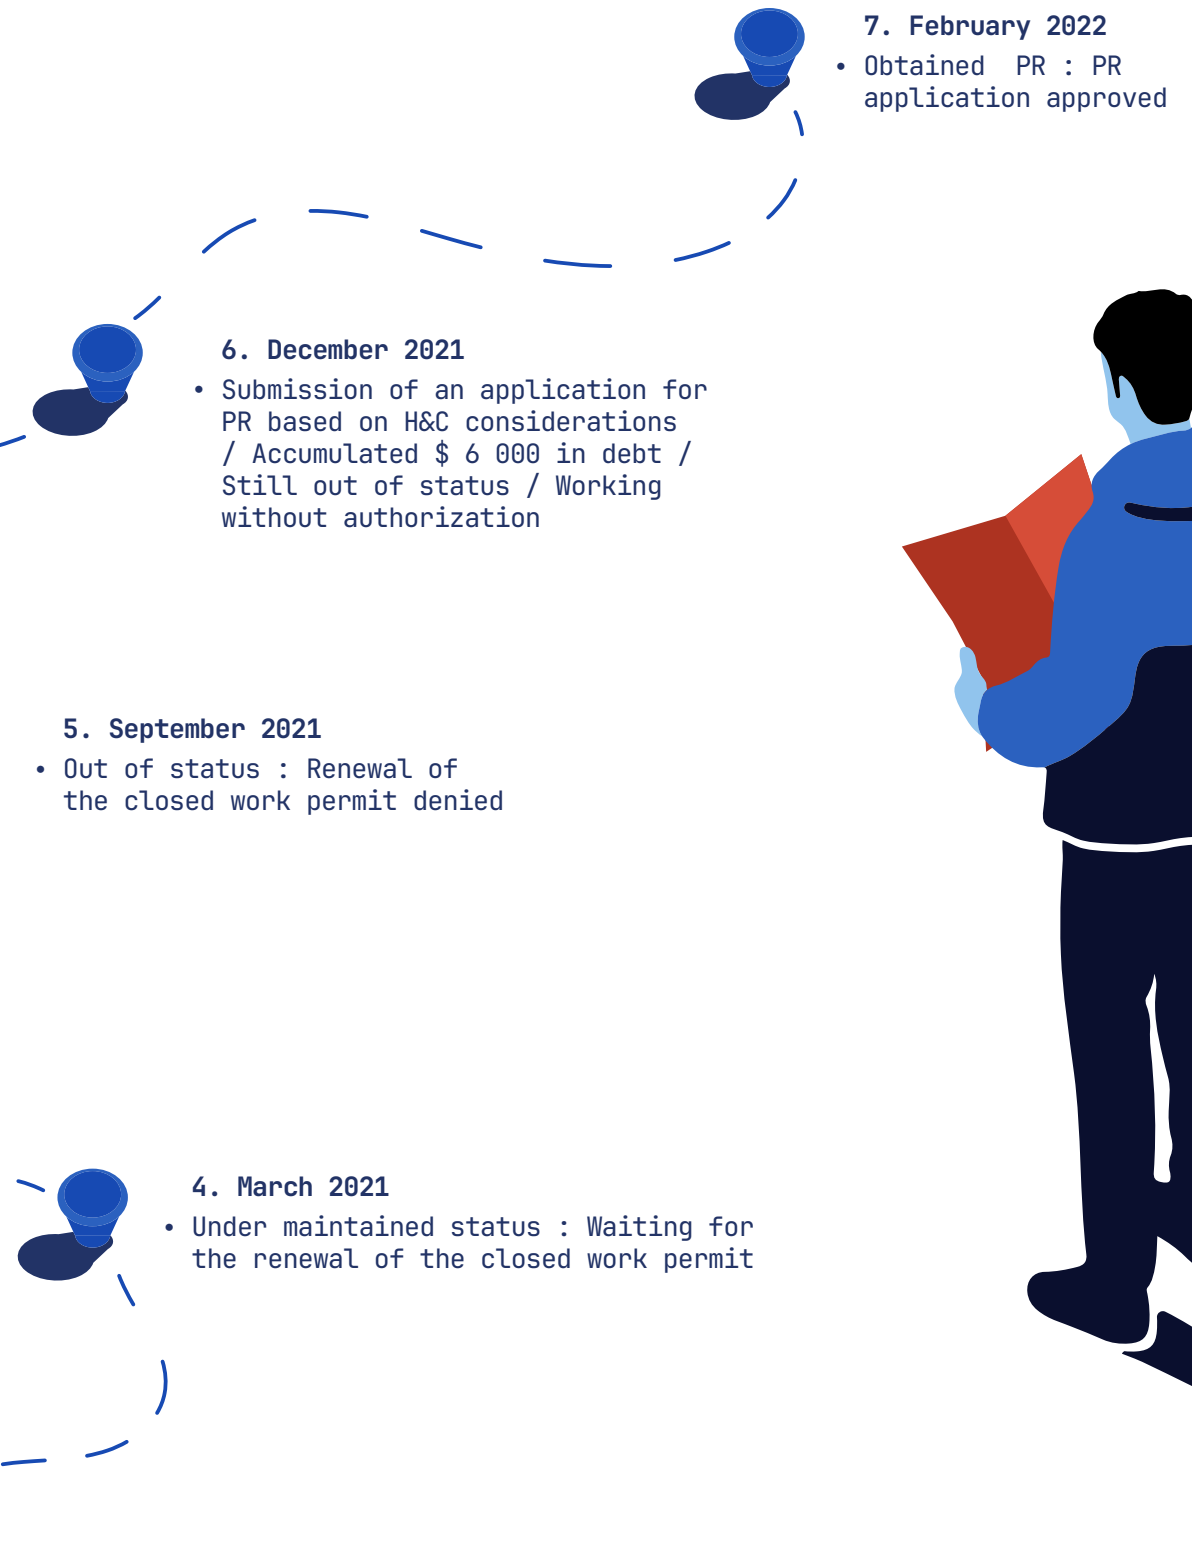 7. February 2022
• Obtained  PR : PR
application approved
6. December 2021
• Submission of an application for
PR based on H&C considerations
/ Accumulated $ 6 000 in debt /
Still out of status / Working
without authorization
5. September 2021
• Out of status : Renewal of
the closed work permit denied
4. March 2021
• Under maintained status : Waiting for
the renewal of the closed work permit